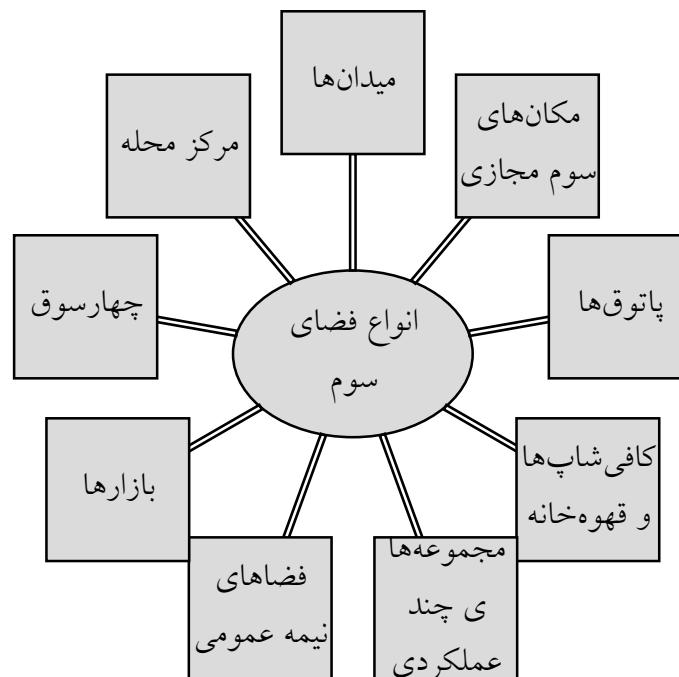 میدان‌ها
مکان‌های
سوم مجازی
پاتوق‌ها
کافی‌شاپ‌ها
و قهوه‌خانه
مجموعه‌ها
ی چند
عملکردی
فضاهای
نیمه عمومی
بازارها
چهارسوق
مرکز محله
انواع فضای
سوم